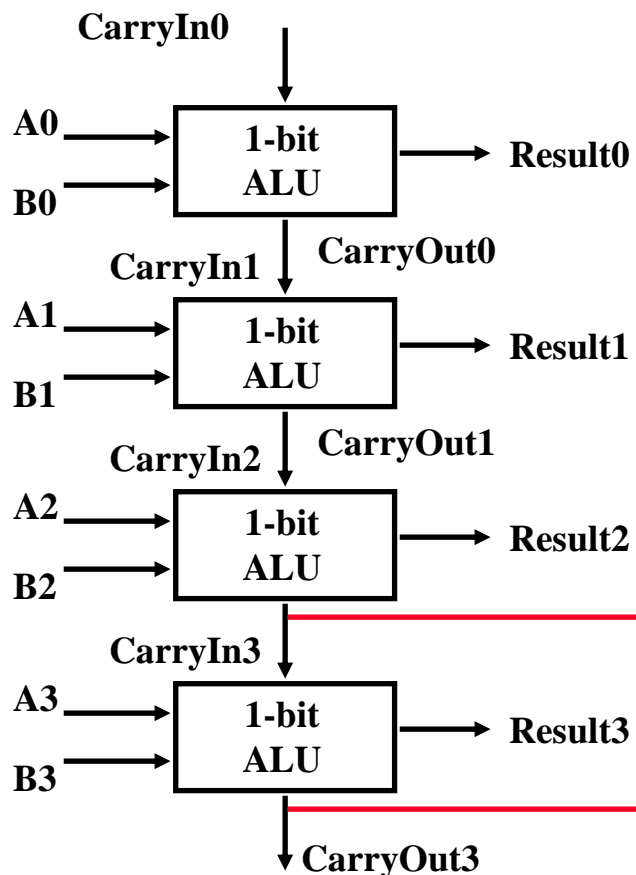 CarryIn0
A0
1-bit
ALU
Result0
B0
CarryIn1
CarryOut0
A1
1-bit
ALU
Result1
B1
CarryIn2
CarryOut1
A2
1-bit
ALU
Result2
B2
CarryIn3
A3
1-bit
ALU
Result3
B3
CarryOut3